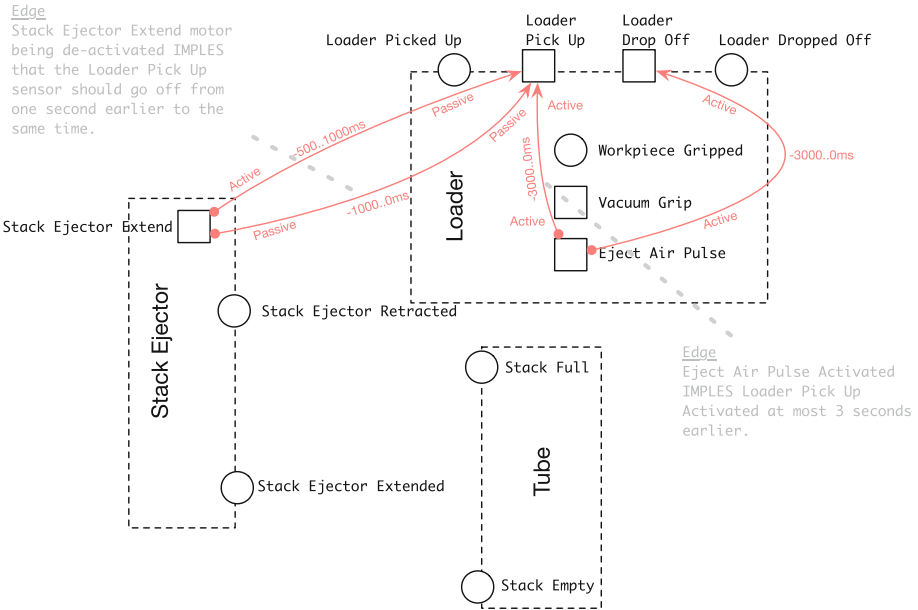 Edge
Stack Ejector Extend motor
being de-activated IMPLES
that the Loader Pick Up
sensor should go off from
one second earlier to the
same time.
Loader Picked Up
Loader
Pick Up
Loader
Drop Off
Loader Dropped Off
Passive
Passive
Active
Active
-500..1000ms
-3000..0ms
-3000..0ms
Workpiece Gripped
Active
-1000..0ms
Vacuum Grip
Loader
Stack Ejector Extend
Passive
Active
Active
Eject Air Pulse
Stack Ejector Retracted
Stack Ejector
Edge
Eject Air Pulse Activated
IMPLES Loader Pick Up
Activated at most 3 seconds
earlier.
Stack Full
Tube
Stack Ejector Extended
Stack Empty